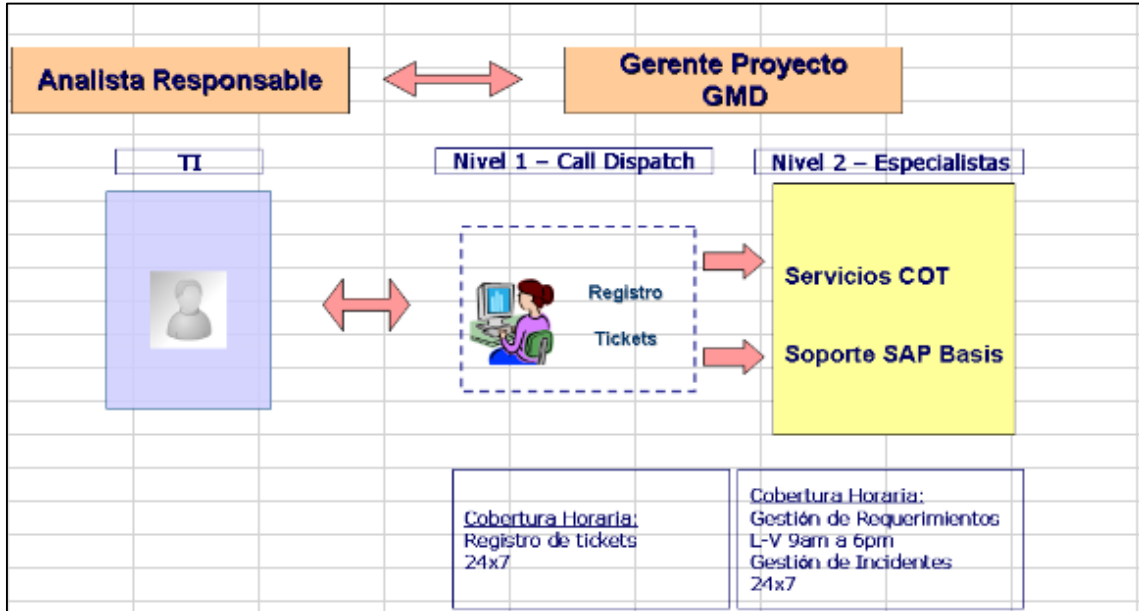 Analista Responsable
Gerente Proyecto
GMD
TI
Nivel 1 – Call Dispatch
Nivel 2 – Especialistas
Registro
Tickets
Servicios COT
Soporte SAP Basis
Cobertura Horaria:
Registro de tickets
24x7
Cobertura Horaria:
Gestión de Requerimientos
L-V 9am a 6pm
Gestión de Incidentes
24x7